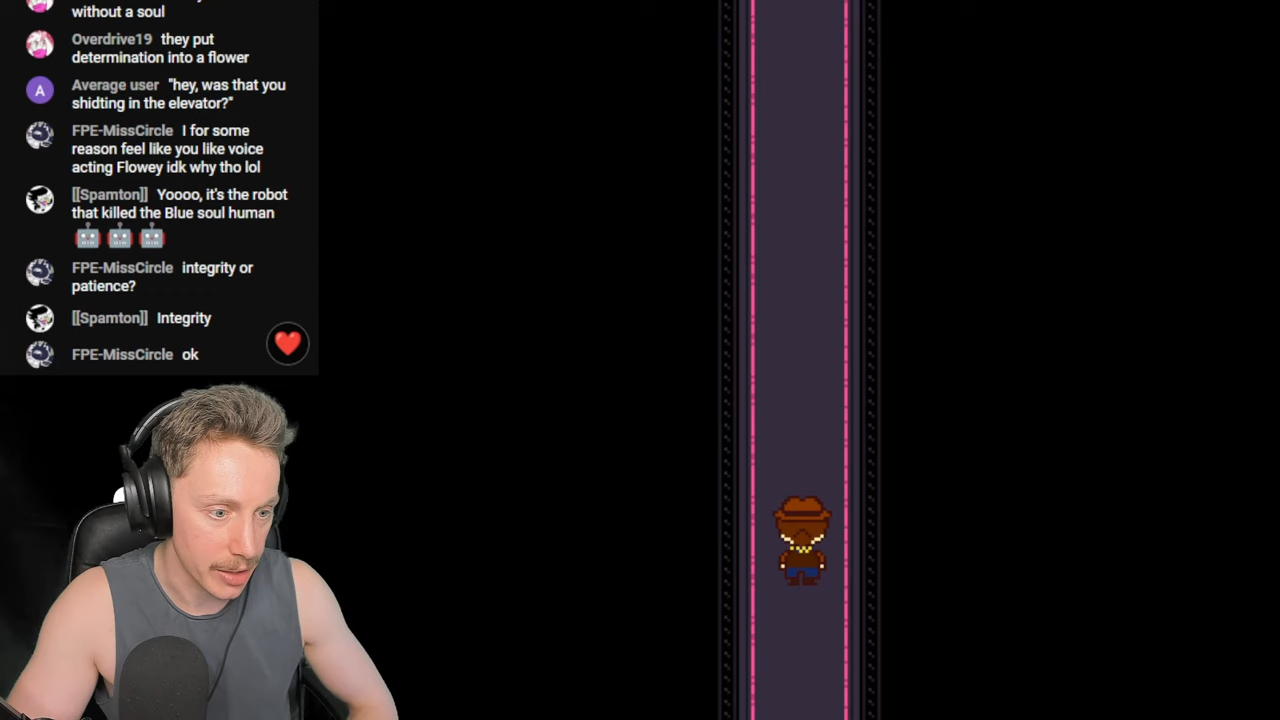 without a soul
Overdrive19 they put
determination into a flower
A
Average user "hey, was that you
shidting in the elevator?"
FPE-MissCircle I for some
reason feel like you like voice
acting Flowey idk why tho lol
[[Spamton]] Yoooo, it's the robot
that killed the Blue soul human
FPE-MissCircle integrity or
patience?
[[Spamton]] Integrity
FPE-MissCircle ok